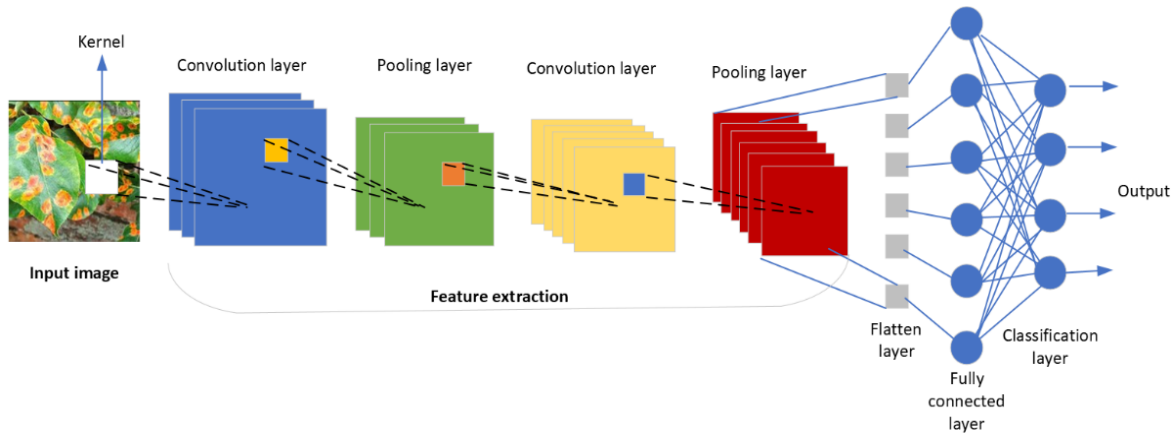 Kernel
Convolution layer
Pooling layer
Convolution layer
Pooling layer
Output
Input image
Feature extraction
Flatten
layer
Fully
connected
layer
Classification
layer